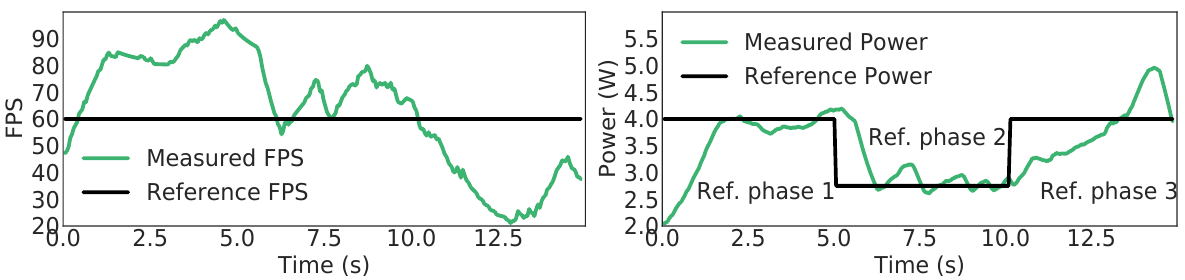 FPS
90
80
70
60
50
40
30
20
Measured FPS
Reference FPS
0.0 2.5 5.0 7.5 10.0 12.5
Time (s)
Power (W)
5.5
5.0
4.5
4.0
3.5
3.0
2.5
2.0
Measured Power
Reference Power
Ref. phase 2
Ref. phase 1
Ref. phase 3
0.0 2.5 5.0 7.5 10.0 12.5
Time (s)